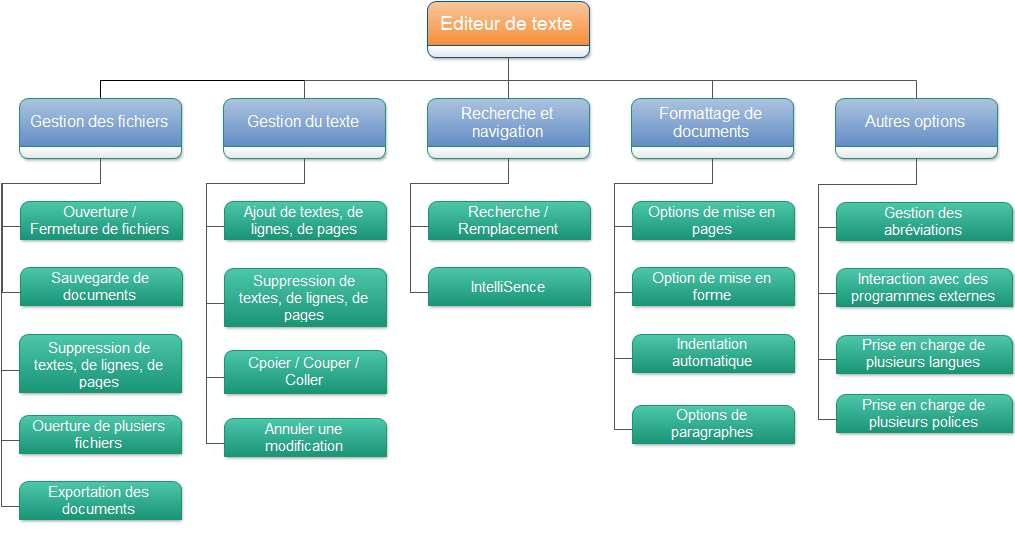 Editeur de texte
Gestion des fichiers
Gestion du texte
Recherche et
navigation
Formattage de
documents
Autres options
Ouverture /
Fermeture de fichiers
Sauvegarde de
documents
Suppression de
textes, de lignes, de
pages
Ouerture de plusiers
fichiers
Exportation des
documents
Ajout de textes, de
lignes, de pages
Suppression de
textes, de lignes, de
pages
Cpoier / Couper /
Coller
Annuler une
modification
Recherche /
Remplacement
IntelliSence
Options de mise en
pages
Option de mise en
forme
Indentation
automatique
Options de
paragraphes
Gestion des
abréviations
Interaction avec des
programmes externes
Prise en charge de
plusieurs langues
Prise en charge de
plusieurs polices